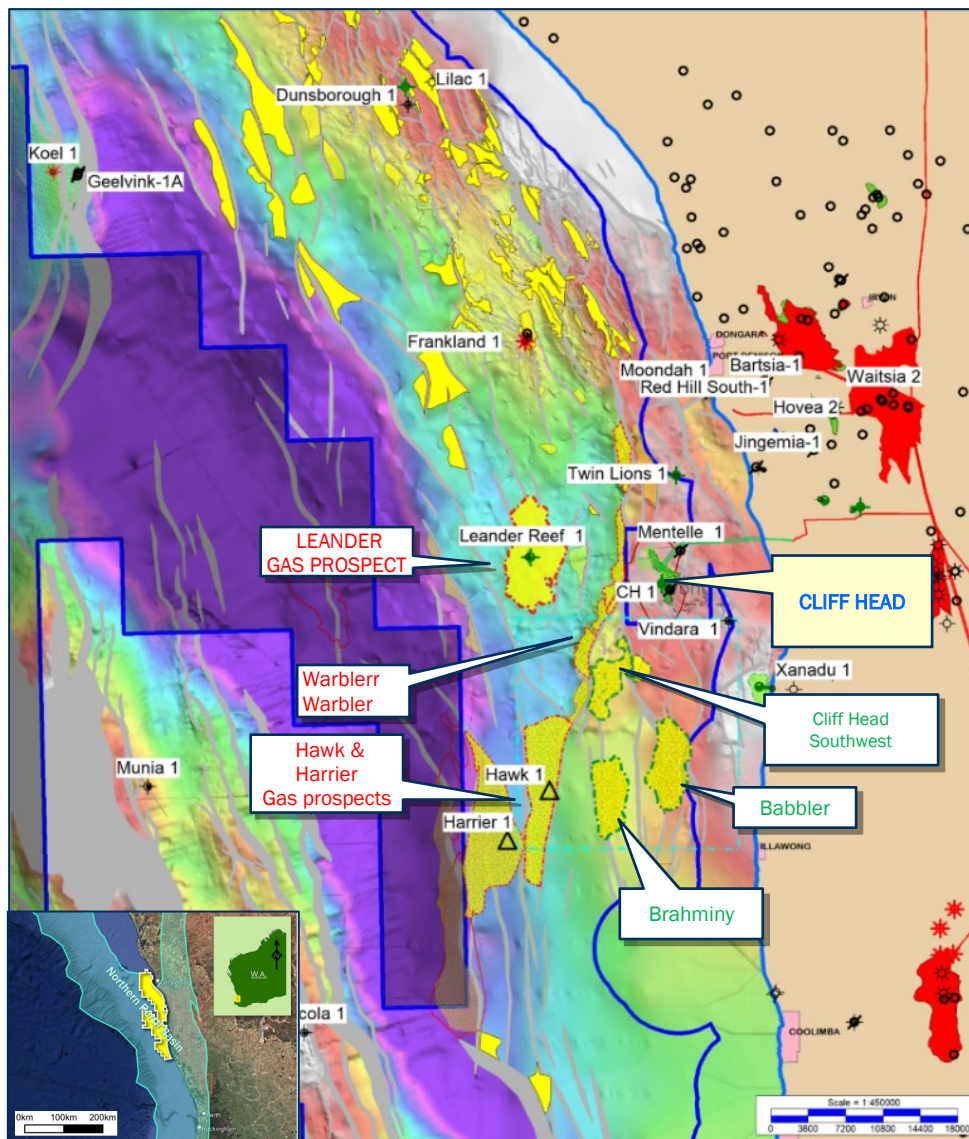 Lilac 1
Dunsborough 1
Koel 1
Geelvink-1A
Frankland 1
DONGARA
Moondah 1
Bartsia-1
Red Hill South-1
Waitsia 2
Hovea 2
Jingemia-1
Twin Lions 1
LEANDER
GAS PROSPECT
Leander Reef 1
Mentelle 1
CH 1
CLIFF HEAD
Vindara 1
Warblerr
Warbler
Xanadu 1
Cliff Head
Southwest
Hawk &
Harrier
Gas prospects
Munia 1
Hawk 1
Harrier 1
Babbler
ILLAWONG
Brahminy
W.A.
N
Northern Perth Basin
cola 1
COOLIMBA
0km 100km 200km
Scale = 1:450000
0 3600 7200 10800 14400 18000